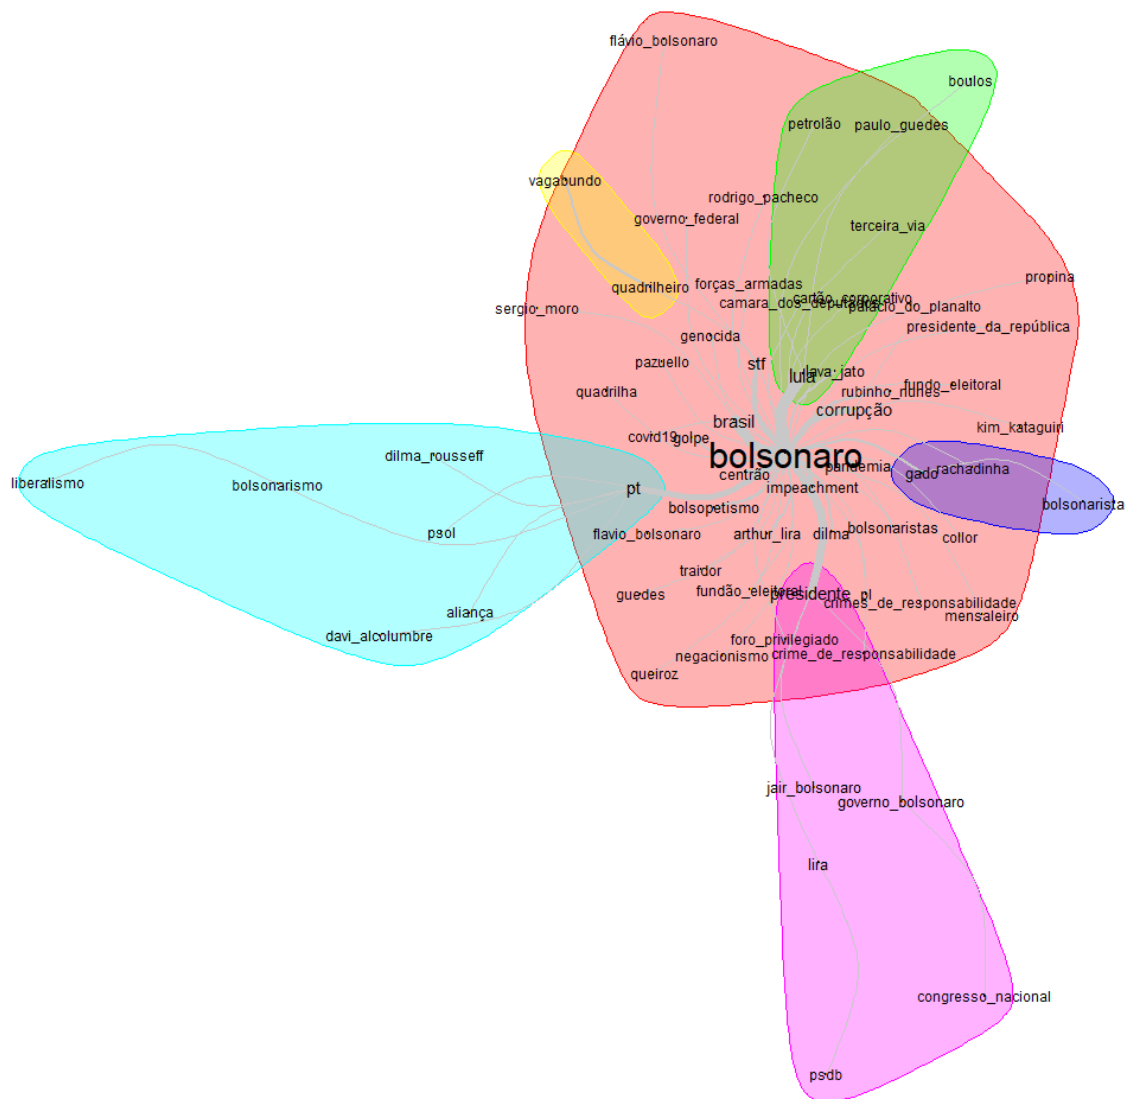 flávio_bolsonaro
boulos
petrolão
paulo_guedes
vagabundo
rodrigo_pacheco
governo_federal
terceira_via
propina
forças_armadas
quadrilheiro
cartão_corporativo
camara_dos_deputados
palácio_do_planalto
sergio_moro
presidente_da_república
genocida
pazuello
stf
lula
lava_jato
fundo_eleitoral
quadrilha
rubinho_nunes
corrupção
brasil
kim_kataguiri
covid19
golpe
bolsonaro
dilma_rousseff
pandemia
rachadinha
centrão
gado
liberalismo
bolsonarismo
pt
impeachment
bolsonarista
bolsopetismo
psol
flavio_bolsonaro
arthur_lira
dilma
bolsonaristas
collor
traidor
guedes
fundão_eleitoral
presidente
pl
crimes_de_responsabilidade
aliança
mensaleiro
davi_alcolumbre
foro_privilegiado
negacionismo
crime_de_responsabilidade
queiroz
jair_bolsonaro
governo_bolsonaro
lira
congresso_nacional
psdb